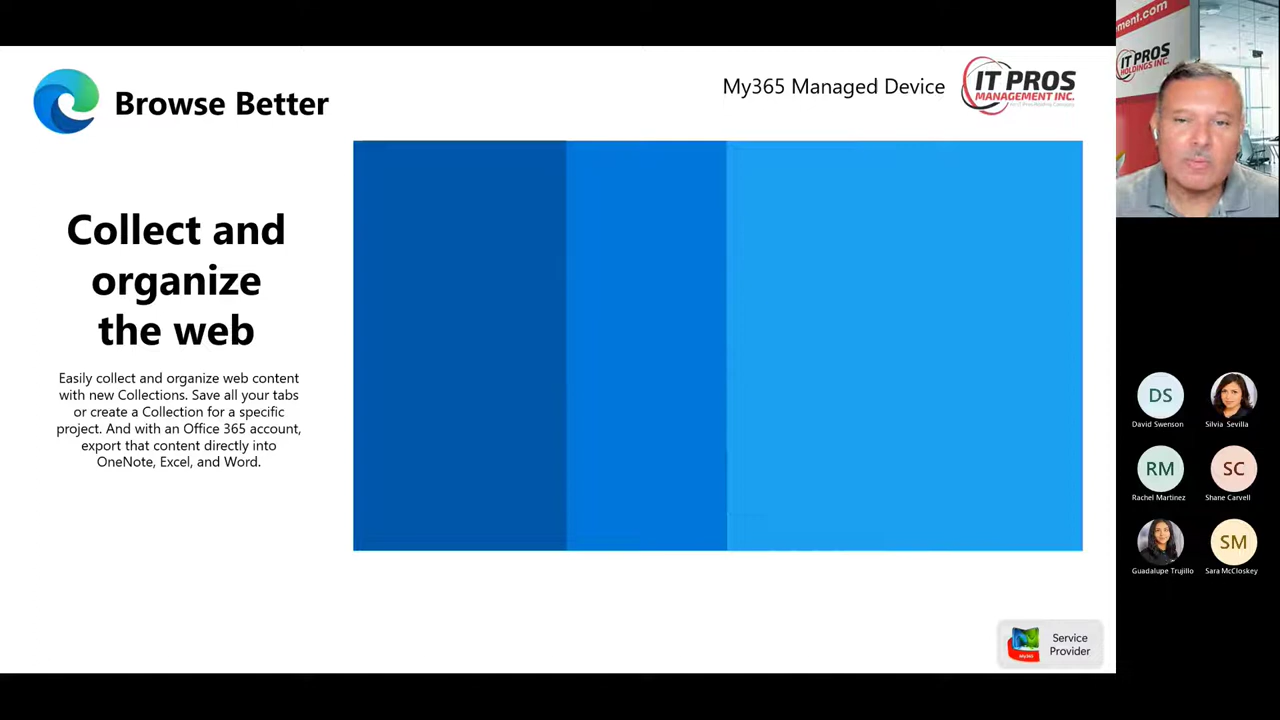 Browse Better
My365 Managed Device
IT PROS
MANAGEMENT INC.
Collect and
organize
the web
Easily collect and organize web content
with new Collections. Save all your tabs
or create a Collection for a specific
project. And with an Office 365 account,
export that content directly into
OneNote, Excel, and Word.
My365
Service
Provider
ement.com
IT PROS
HOLDINGS INC.
DS
David Swenson
Silvia Sevilla
RM
Rachel Martinez
SC
Shane Carvell
Guadalupe Trujillo
SM
Sara McCloskey